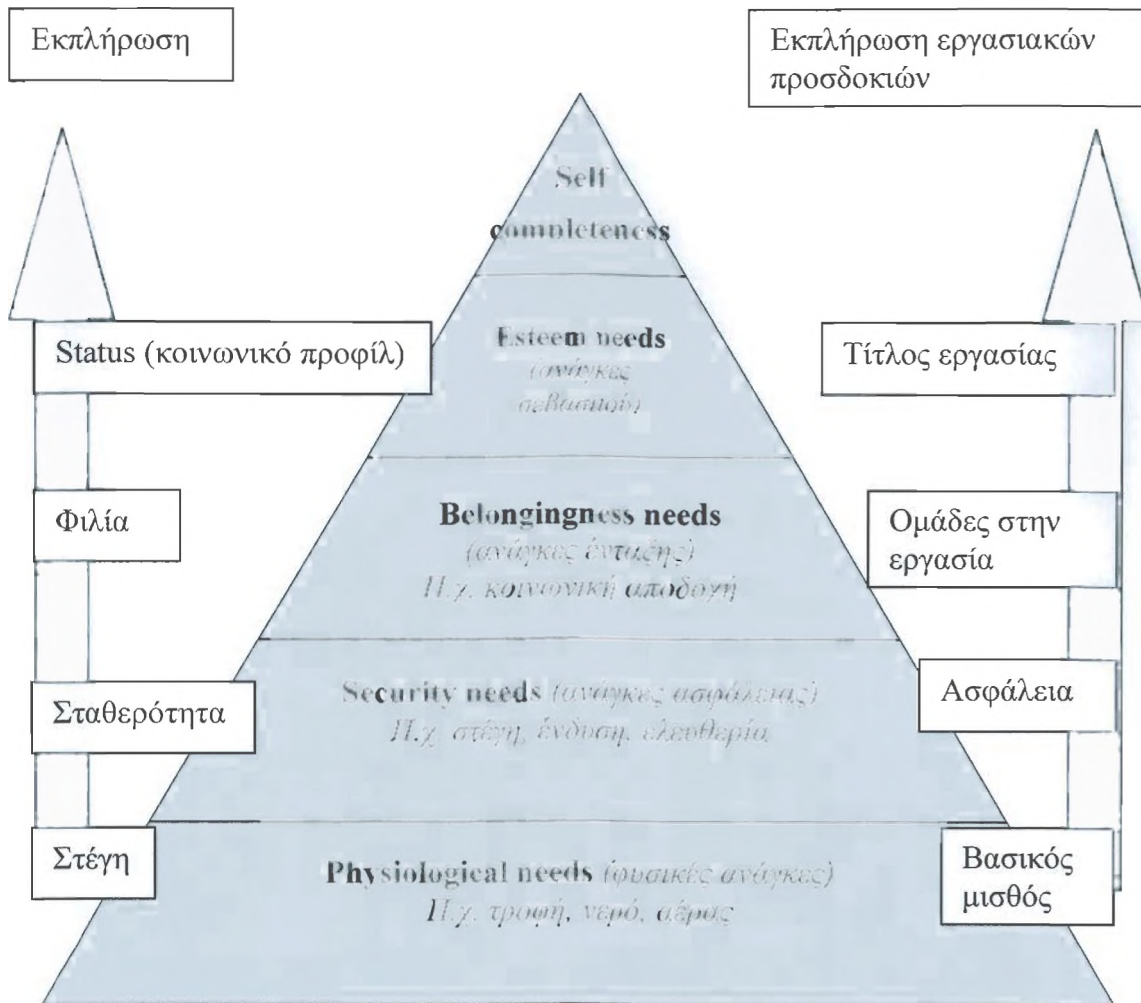 Εκπλήρωση
Εκπλήρωση εργασιακών
προσδοκιών
Self
completeness
Status (κοινωνικό προφίλ)
Esteem needs
(ανάγκες
σεβασμού)
Τίτλος εργασίας
Φιλία
Belongingness needs
(ανάγκες ένταξης)
Π.χ. κοινωνική αποδοχή
Ομάδες στην
εργασία
Σταθερότητα
Security needs (ανάγκες ασφάλειας)
Π.χ. στέγη, ένδυση, ελευθερία
Ασφάλεια
Στέγη
Physiological needs (φυσικές ανάγκες)
Π.χ. τροφή, νερό, αέρας
Βασικός
μισθός